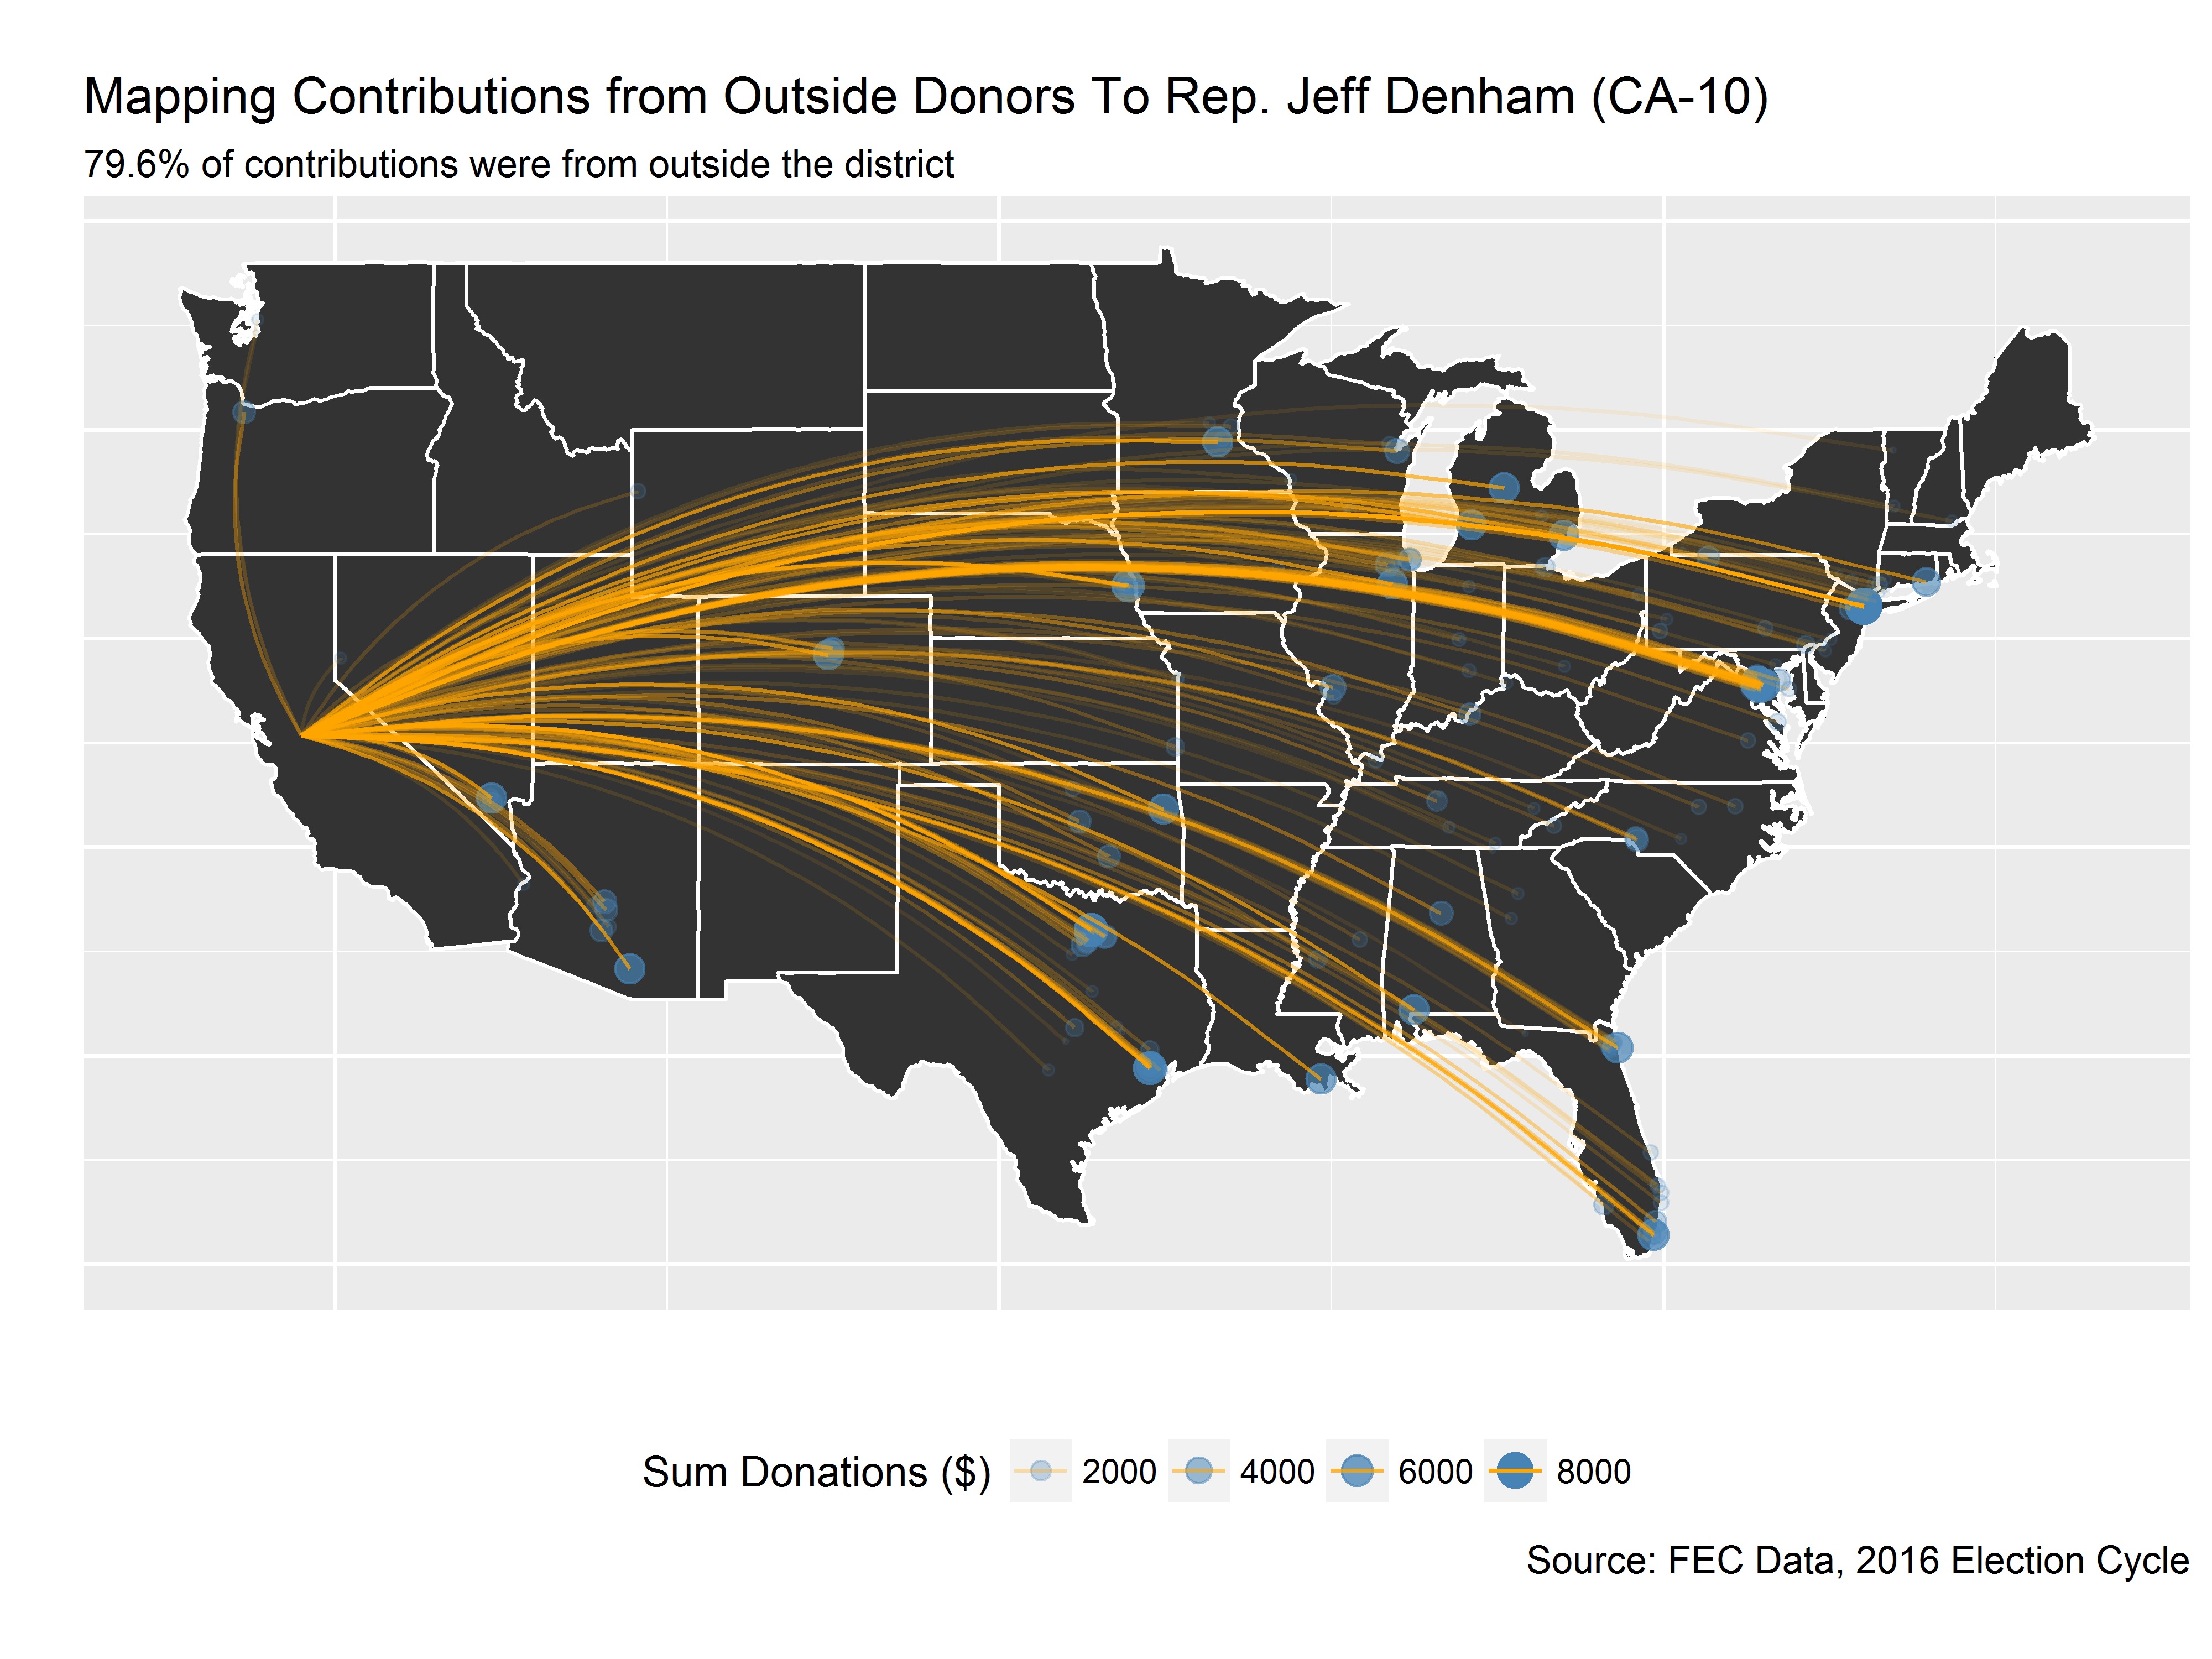 Mapping Contributions from Outside Donors To Rep. Jeff Denham (CA-10)
79.6% of contributions were from outside the district
Sum Donations ($) 2000 4000 6000 8000
Source: FEC Data, 2016 Election Cycle